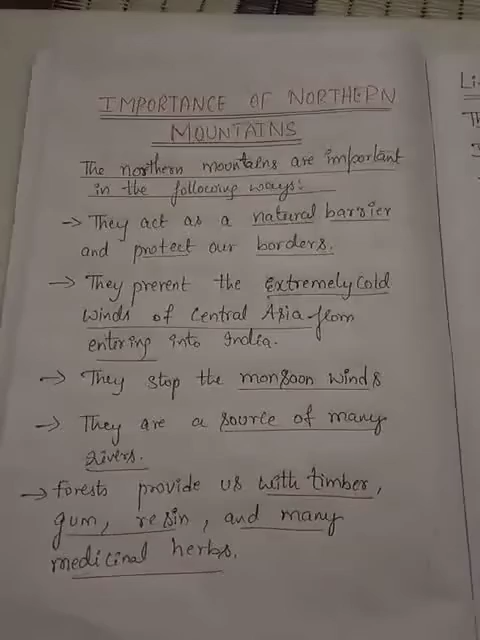 IMPORTANCE OF NORTHERN
MOUNTAINS
The northern mountains are important
in the following ways:
→ They act as a natural barrier
and protect our borders.
→ They prevent the extremely cold
winds of Central Asia from
entering into India.
→ They stop the monsoon winds
→ They are a source of many
rivers.
→ Forests provide us with timber,
gum, resin, and many
medicinal herbs.